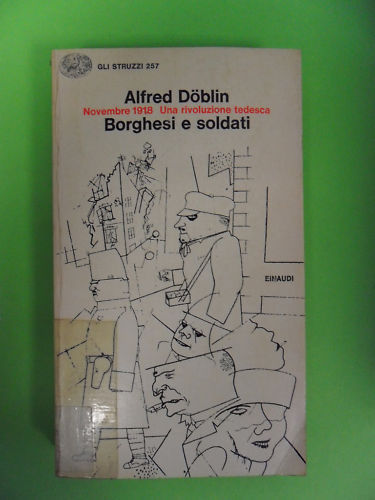 GLI STRUZZI 257
Alfred Döblin
Novembre 1918 Una rivoluzione tedesca
Borghesi e soldati
EINAUDI